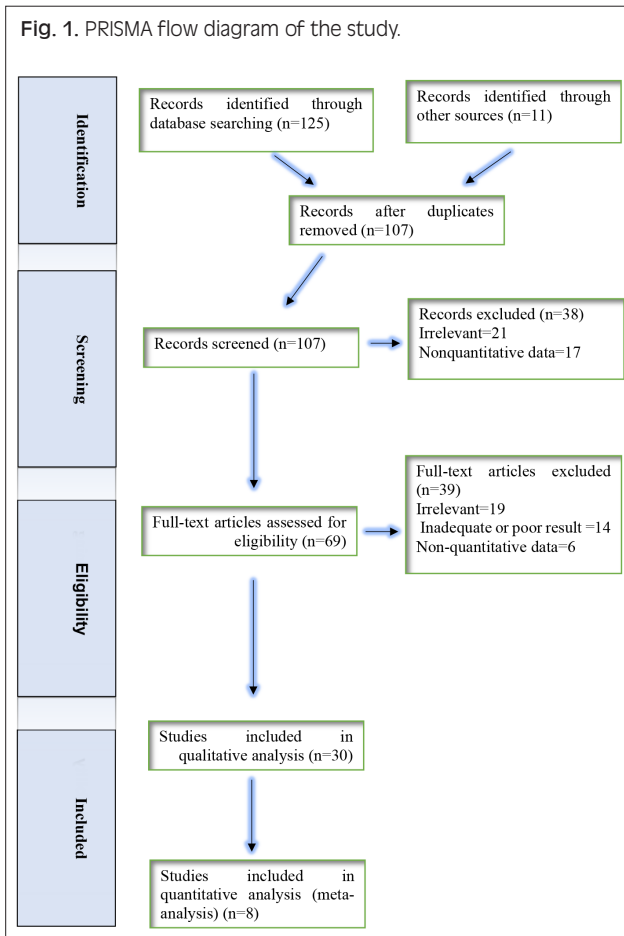 Fig. 1. PRISMA flow diagram of the study.
Identification
Records identified through
database searching (n=125)
Records identified through
other sources (n=11)
Records after duplicates
removed (n=107)
Screening
Records screened (n=107)
Records excluded (n=38)
Irrelevant=21
Nonquantitative data=17
Eligibility
Full-text articles assessed for
eligibility (n=69)
Full-text articles excluded
(n=39)
Irrelevant=19
Inadequate or poor result =14
Non-quantitative data=6
Included
Studies included in
qualitative analysis (n=30)
Studies included in
quantitative analysis (meta-
analysis) (n=8)